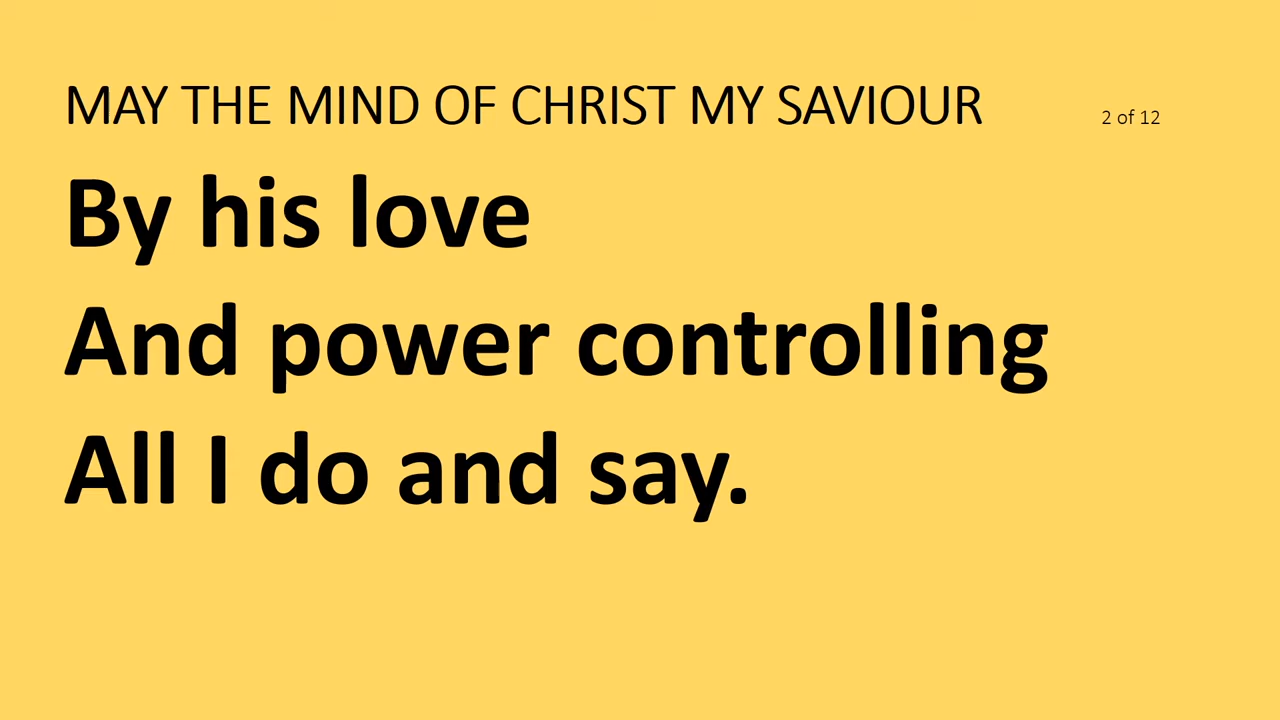 MAY THE MIND OF CHRIST MY SAVIOUR 2 of 12
By his love
And power controlling
All I do and say.